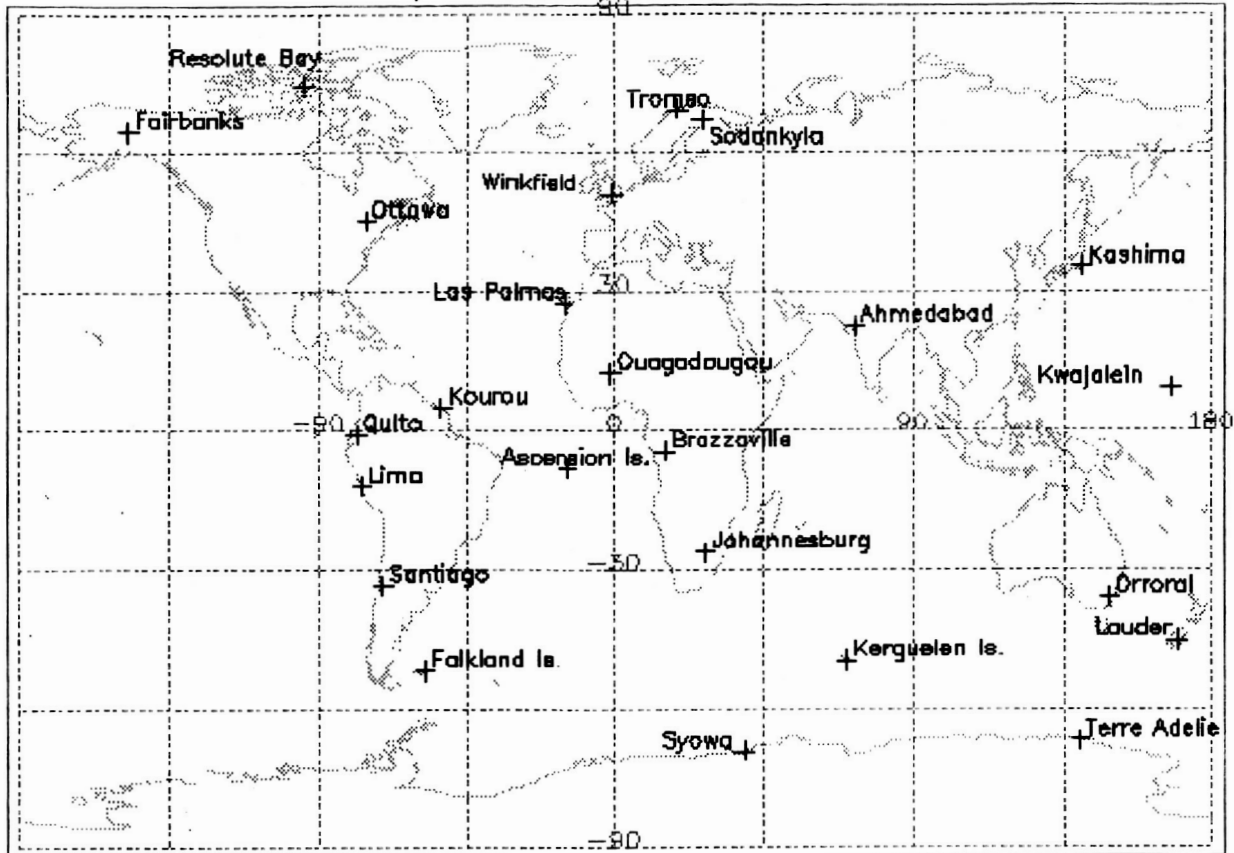 90
Resolute Bay
Tromso
Fairbanks
Sodankyla
Winkfield
Ottawa
Kashima
Las Palmas
30
Ahmedabad
Ouagadougou
Kwajalein
Kourou
-90
Quito
0
90
180
Brazzaville
Ascension Is.
Lima
Johannesburg
-30
Santiago
Orroral
Lauder
Falkland Is.
Kerguelen Is.
Syowa
Terre Adelie
-90